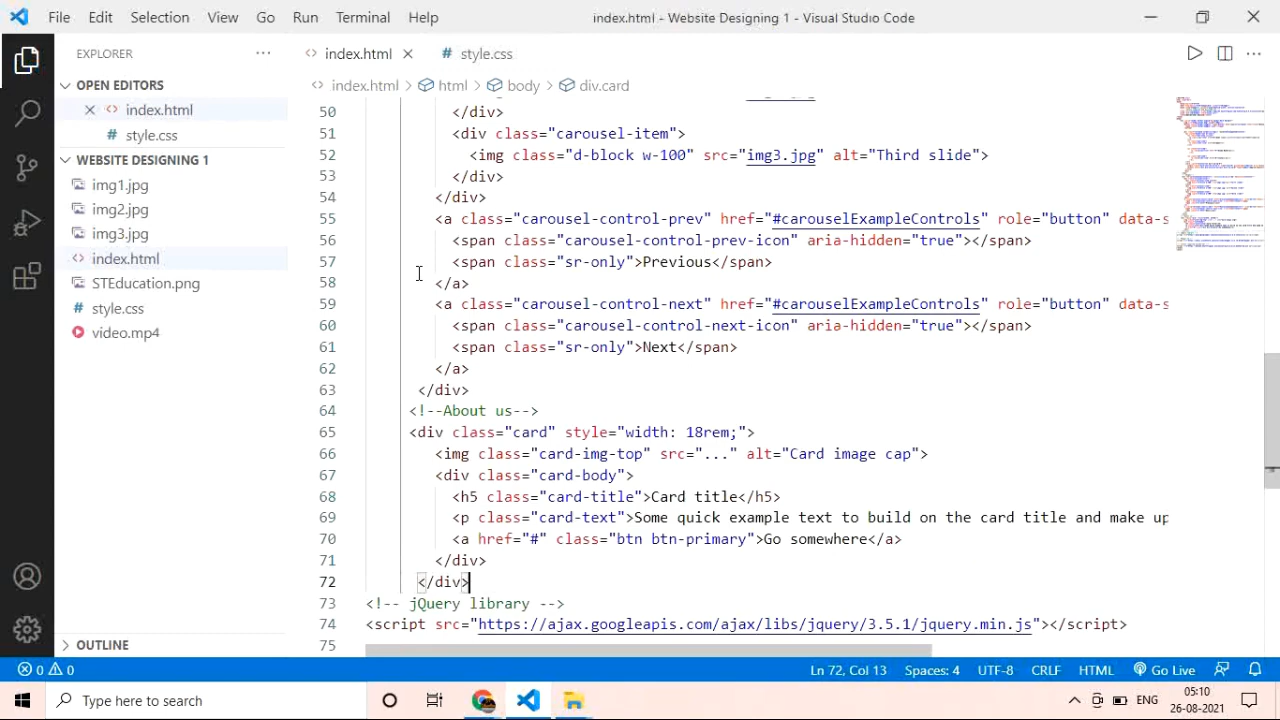 File Edit Selection View Go Run Terminal Help index.html - Website Designing 1 - Visual Studio Code
EXPLORER ··· index.html style.css ···
OPEN EDITORS
index.html
style.css
WEBSITE DESIGNING 1
img1.jpg
img2.jpg
img3.jpg
index.html
STEducation.png
style.css
video.mp4
OUTLINE
index.html > html > body > div.card
50 </div>
51 <div class="carousel-item">
52 <img class="d-block w-100" src="img3.jpg" alt="Third slide">
53 </div>
54 </div>
55 <a class="carousel-control-prev" href="#carouselExampleControls" role="button" data-s
56 <span class="carousel-control-prev-icon" aria-hidden="true"></span>
57 <span class="sr-only">Previous</span>
58 </a>
59 <a class="carousel-control-next" href="#carouselExampleControls" role="button" data-s
60 <span class="carousel-control-next-icon" aria-hidden="true"></span>
61 <span class="sr-only">Next</span>
62 </a>
63 </div>
64 <!--About us-->
65 <div class="card" style="width: 18rem;">
66 <img class="card-img-top" src="..." alt="Card image cap">
67 <div class="card-body">
68 <h5 class="card-title">Card title</h5>
69 <p class="card-text">Some quick example text to build on the card title and make up
70 <a href="#" class="btn btn-primary">Go somewhere</a>
71 </div>
72 </div>
73 <!-- jQuery library -->
74 <script src="https://ajax.googleapis.com/ajax/libs/jquery/3.5.1/jquery.min.js"></script>
75
0 0 Ln 72, Col 13 Spaces: 4 UTF-8 CRLF HTML Go Live
Type here to search ENG 05:10
26-08-2021